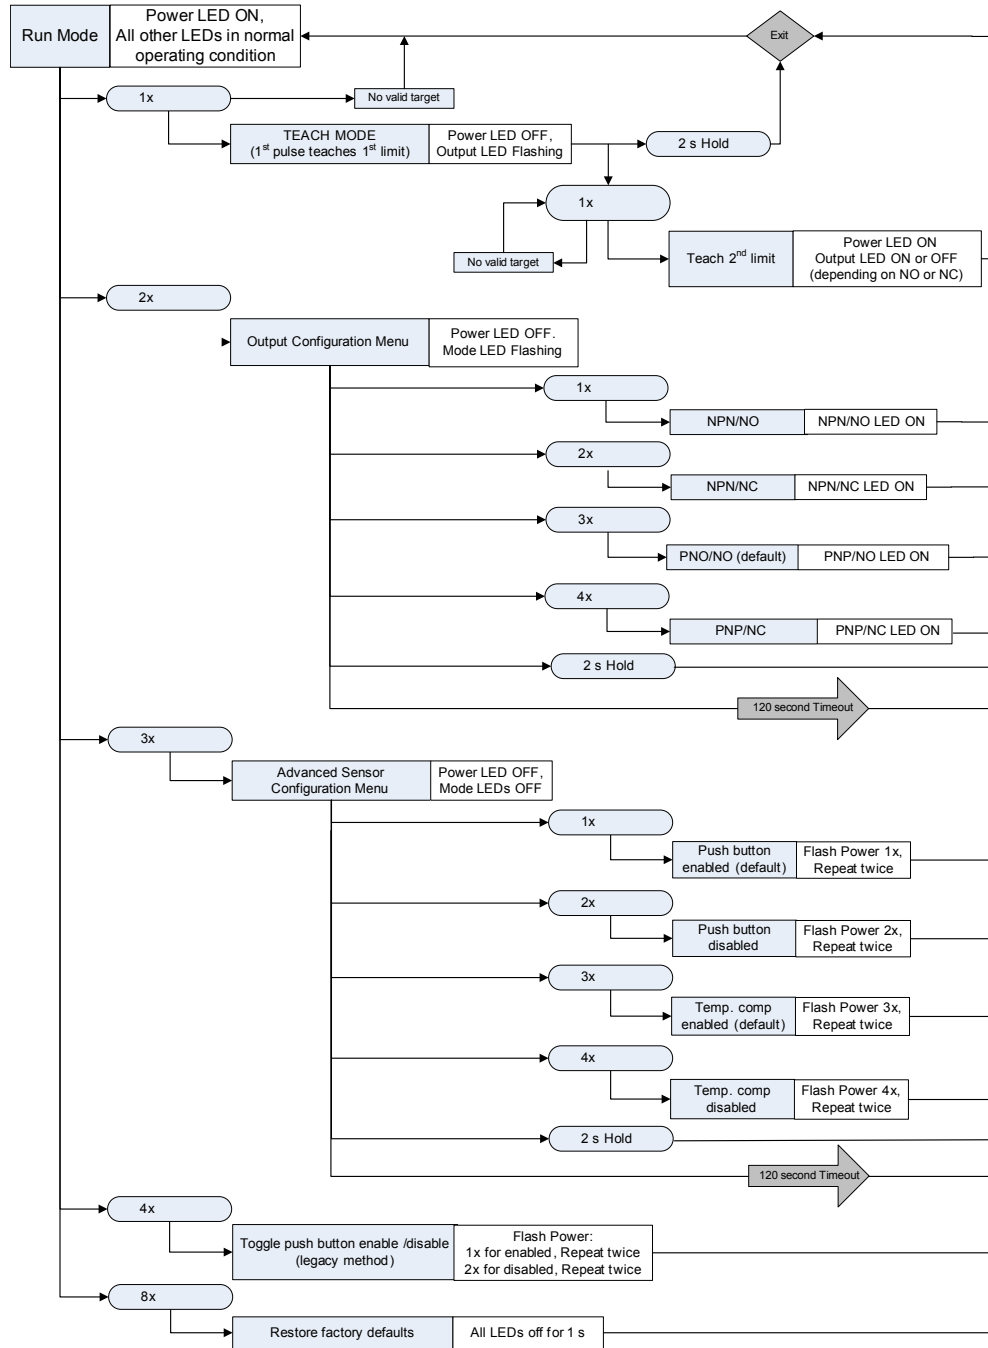 Run Mode
Power LED ON,
All other LEDs in normal
operating condition
Exit
1x
No valid target
TEACH MODE
(1st pulse teaches 1st limit)
Power LED OFF,
Output LED Flashing
2 s Hold
1x
No valid target
Teach 2nd limit
Power LED ON
Output LED ON or OFF
(depending on NO or NC)
2x
Output Configuration Menu
Power LED OFF.
Mode LED Flashing
1x
NPN/NO
NPN/NO LED ON
2x
NPN/NC
NPN/NC LED ON
3x
PNO/NO (default)
PNP/NO LED ON
4x
PNP/NC
PNP/NC LED ON
2 s Hold
120 second Timeout
3x
Advanced Sensor
Configuration Menu
Power LED OFF,
Mode LEDs OFF
1x
Push button
enabled (default)
Flash Power 1x,
Repeat twice
2x
Push button
disabled
Flash Power 2x,
Repeat twice
3x
Temp. comp
enabled (default)
Flash Power 3x,
Repeat twice
4x
Temp. comp
disabled
Flash Power 4x,
Repeat twice
2 s Hold
120 second Timeout
4x
Toggle push button enable /disable
(legacy method)
Flash Power:
1x for enabled, Repeat twice
2x for disabled, Repeat twice
8x
Restore factory defaults
All LEDs off for 1 s